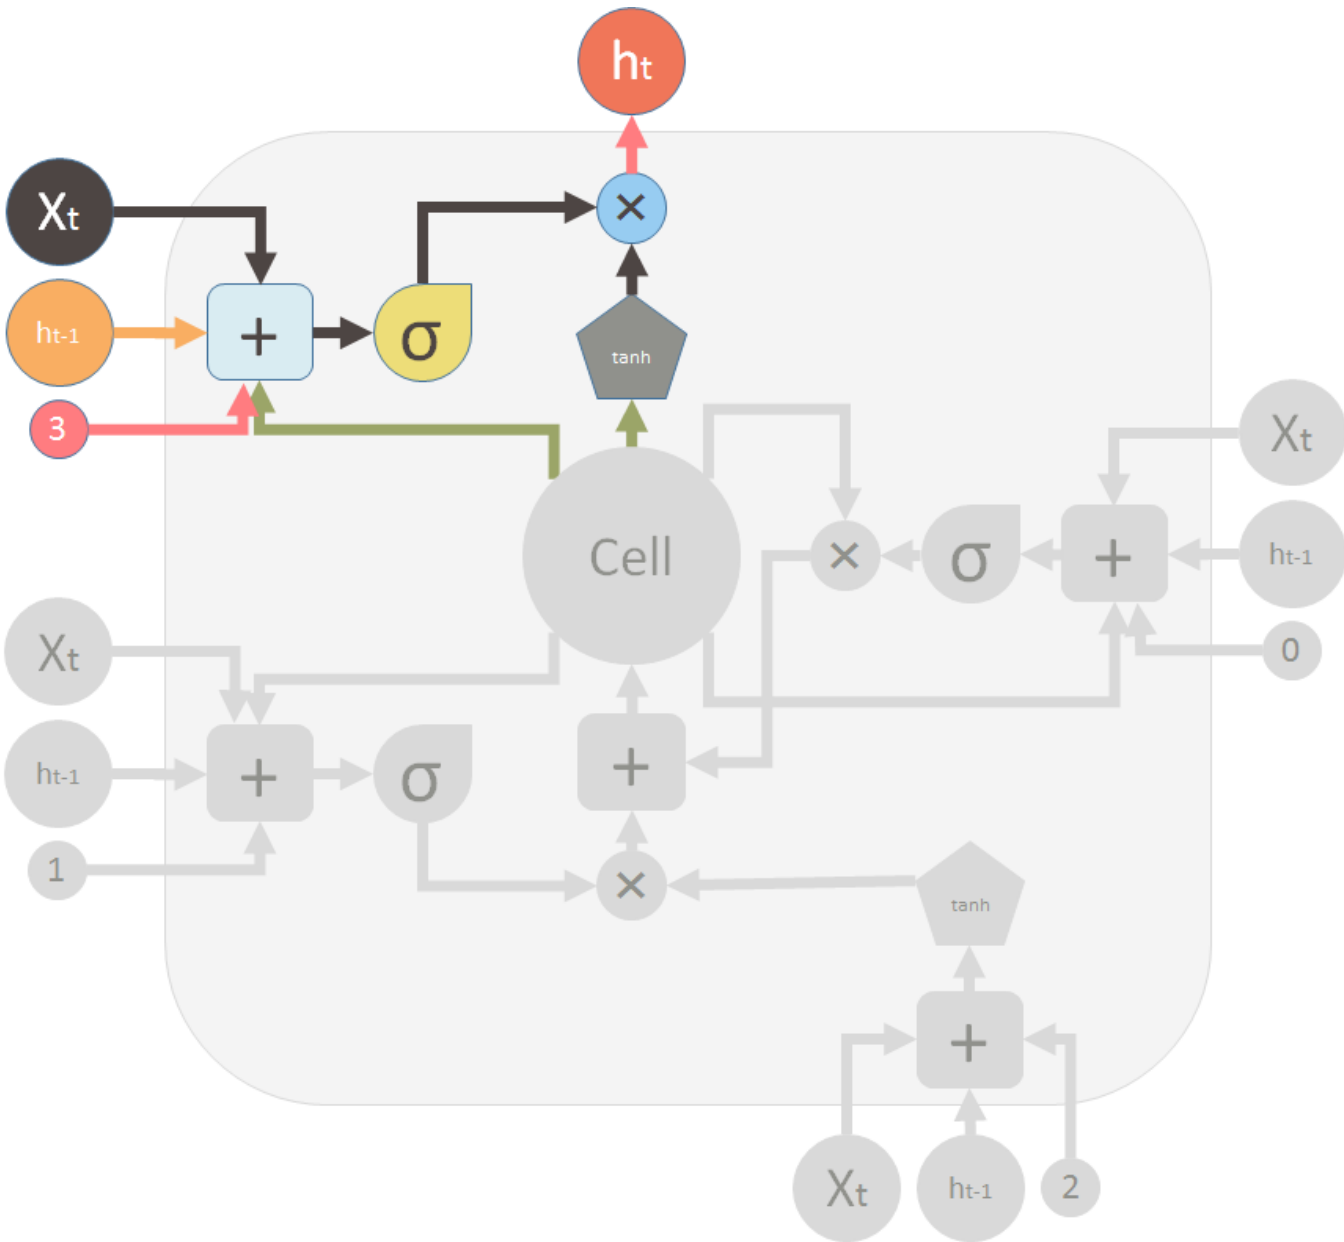 ht
×
Xt
ht-1
+
σ
tanh
3
Xt
Cell
×
σ
+
ht-1
0
Xt
ht-1
+
σ
+
1
×
tanh
+
Xt
ht-1
2